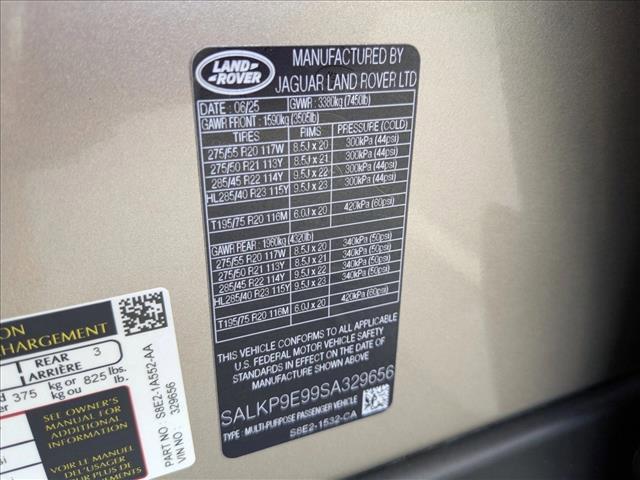 LAND-
-ROVER
MANUFACTURED BY
JAGUAR LAND ROVER LTD
DATE : 06/25 GVWR : 3380kg (7450lb)
GAWR FRONT : 1590kg (3505lb)
TIRES RIMS PRESSURE (COLD)
275/55 R20 117W 8.5J x 20 300kPa (44psi)
275/50 R21 113Y 8.5J x 21 300kPa (44psi)
285/45 R22 114Y 9.5J x 22 300kPa (44psi)
HL285/40 R23 115Y 9.5J x 23 300kPa (44psi)
T195/75 R20 116M 6.0J x 20 420kPa (60psi)
GAWR REAR : 1960kg (4320lb)
275/55 R20 117W 8.5J x 20 340kPa (50psi)
275/50 R21 113Y 8.5J x 21 340kPa (50psi)
285/45 R22 114Y 9.5J x 22 340kPa (50psi)
HL285/40 R23 115Y 9.5J x 23 340kPa (50psi)
T195/75 R20 116M 6.0J x 20 420kPa (60psi)
THIS VEHICLE CONFORMS TO ALL APPLICABLE
U.S. FEDERAL MOTOR VEHICLE SAFETY
THEFT PREVENTION STANDARDS IN EFFECT ON THE
DATE OF MANUFACTURE SHOWN ABOVE
SALKP9E99SA329656
TYPE : MULTI-PURPOSE PASSENGER VEHICLE
S8E2-1532-CA
ION
CHARGEMENT
REAR 3
ARRIÈRE
375 kg or 825 lbs.
kg ou lb.
SEE OWNER'S
MANUAL FOR
ADDITIONAL
INFORMATION
VOIR LE MANUEL
DE L'USAGER
POUR PLUS DE
PART NO S8E2-1A552-AA
VIN NO: 329656